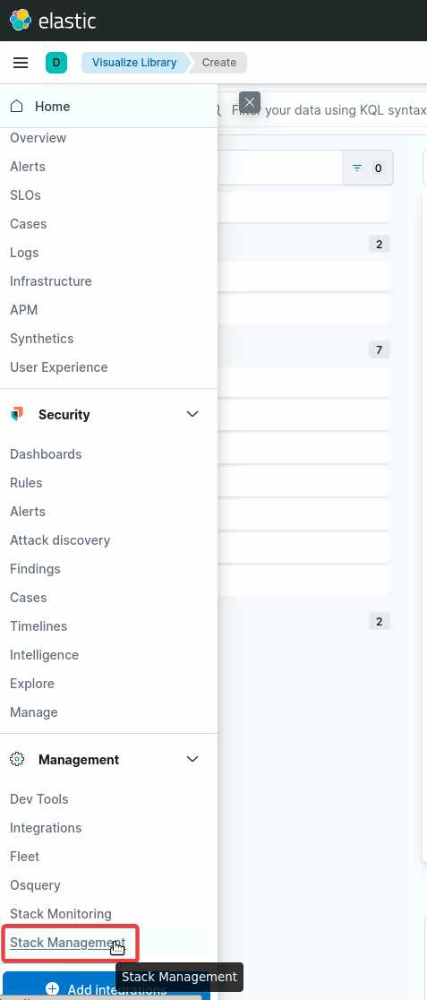 elastic
D
Visualize Library
Create
Home
Filter your data using KQL syntax
Overview
Alerts
0
SLOs
Cases
2
Logs
Infrastructure
APM
Synthetics
7
User Experience
Security
Dashboards
Rules
Alerts
Attack discovery
Findings
Cases
Timelines
2
Intelligence
Explore
Manage
Management
Dev Tools
Integrations
Fleet
Osquery
Stack Monitoring
Stack Management
Stack Management
Add integrations